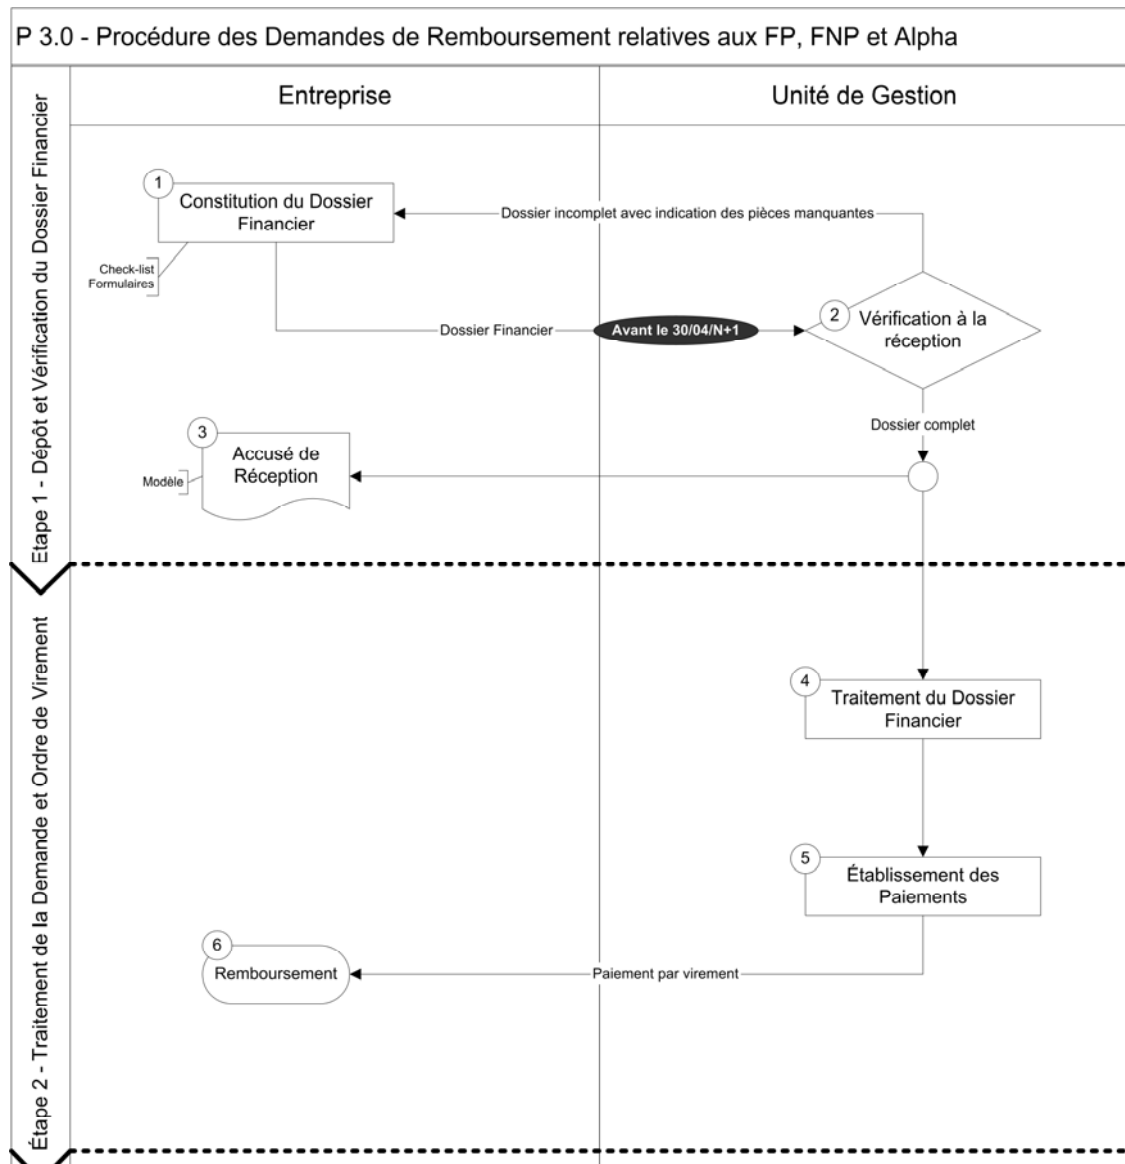 P 3.0 - Procédure des Demandes de Remboursement relatives aux FP, FNP et Alpha
Entreprise
Unité de Gestion
Etape 1 - Dépôt et Vérification du Dossier Financier
1
Constitution du Dossier
Financier
Dossier incomplet avec indication des pièces manquantes
Check-list
Formulaires
Dossier Financier
Avant le 30/04/N+1
2
Vérification à la
réception
Dossier complet
3
Accusé de
Réception
Modèle
Étape 2 - Traitement de la Demande et Ordre de Virement
4
Traitement du Dossier
Financier
5
Établissement des
Paiements
6
Remboursement
Paiement par virement